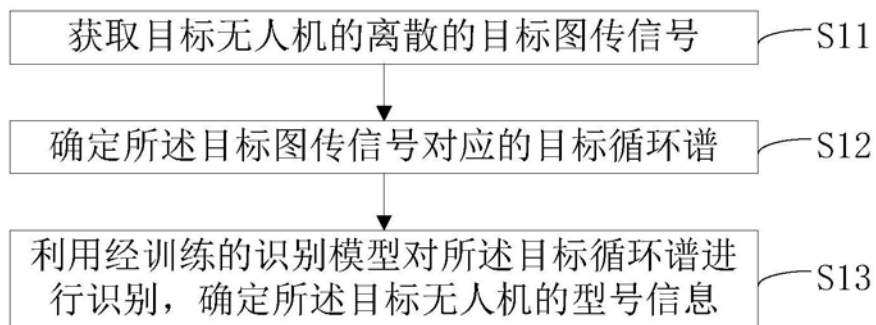 获取目标无人机的离散的目标图传信号
S11
确定所述目标图传信号对应的目标循环谱
S12
利用经训练的识别模型对所述目标循环谱进
行识别，确定所述目标无人机的型号信息
S13